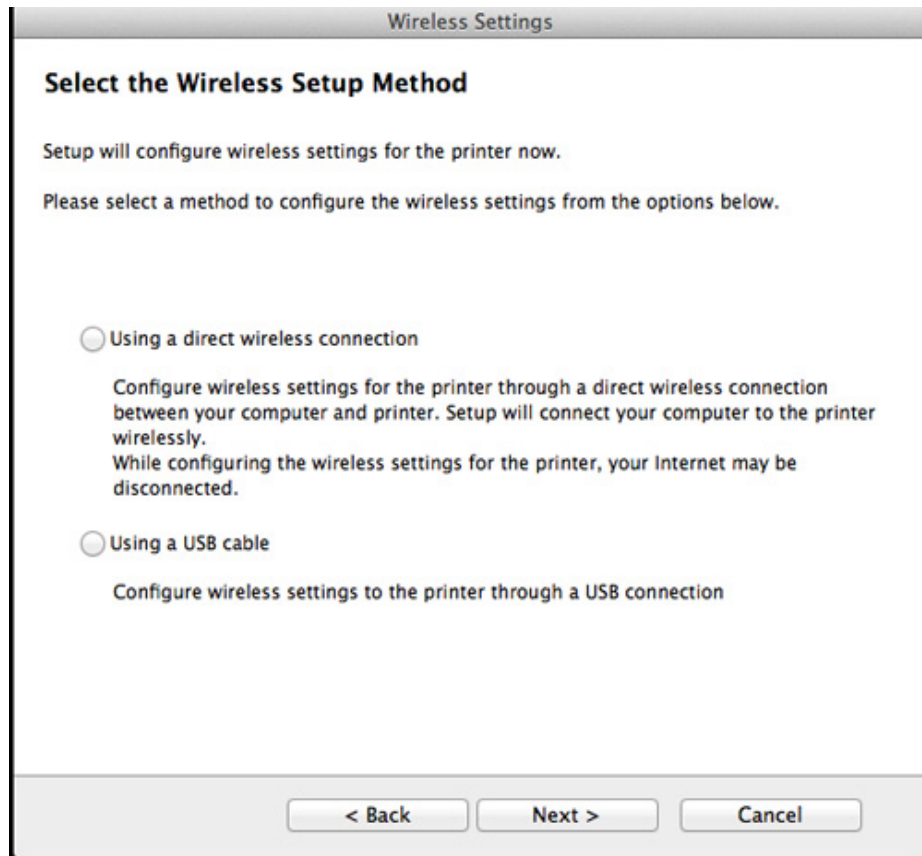 Wireless Settings
Select the Wireless Setup Method
Setup will configure wireless settings for the printer now.
Please select a method to configure the wireless settings from the options below.
Using a direct wireless connection
Configure wireless settings for the printer through a direct wireless connection
between your computer and printer. Setup will connect your computer to the printer
wirelessly.
While configuring the wireless settings for the printer, your Internet may be
disconnected.
Using a USB cable
Configure wireless settings to the printer through a USB connection
< Back
Next >
Cancel